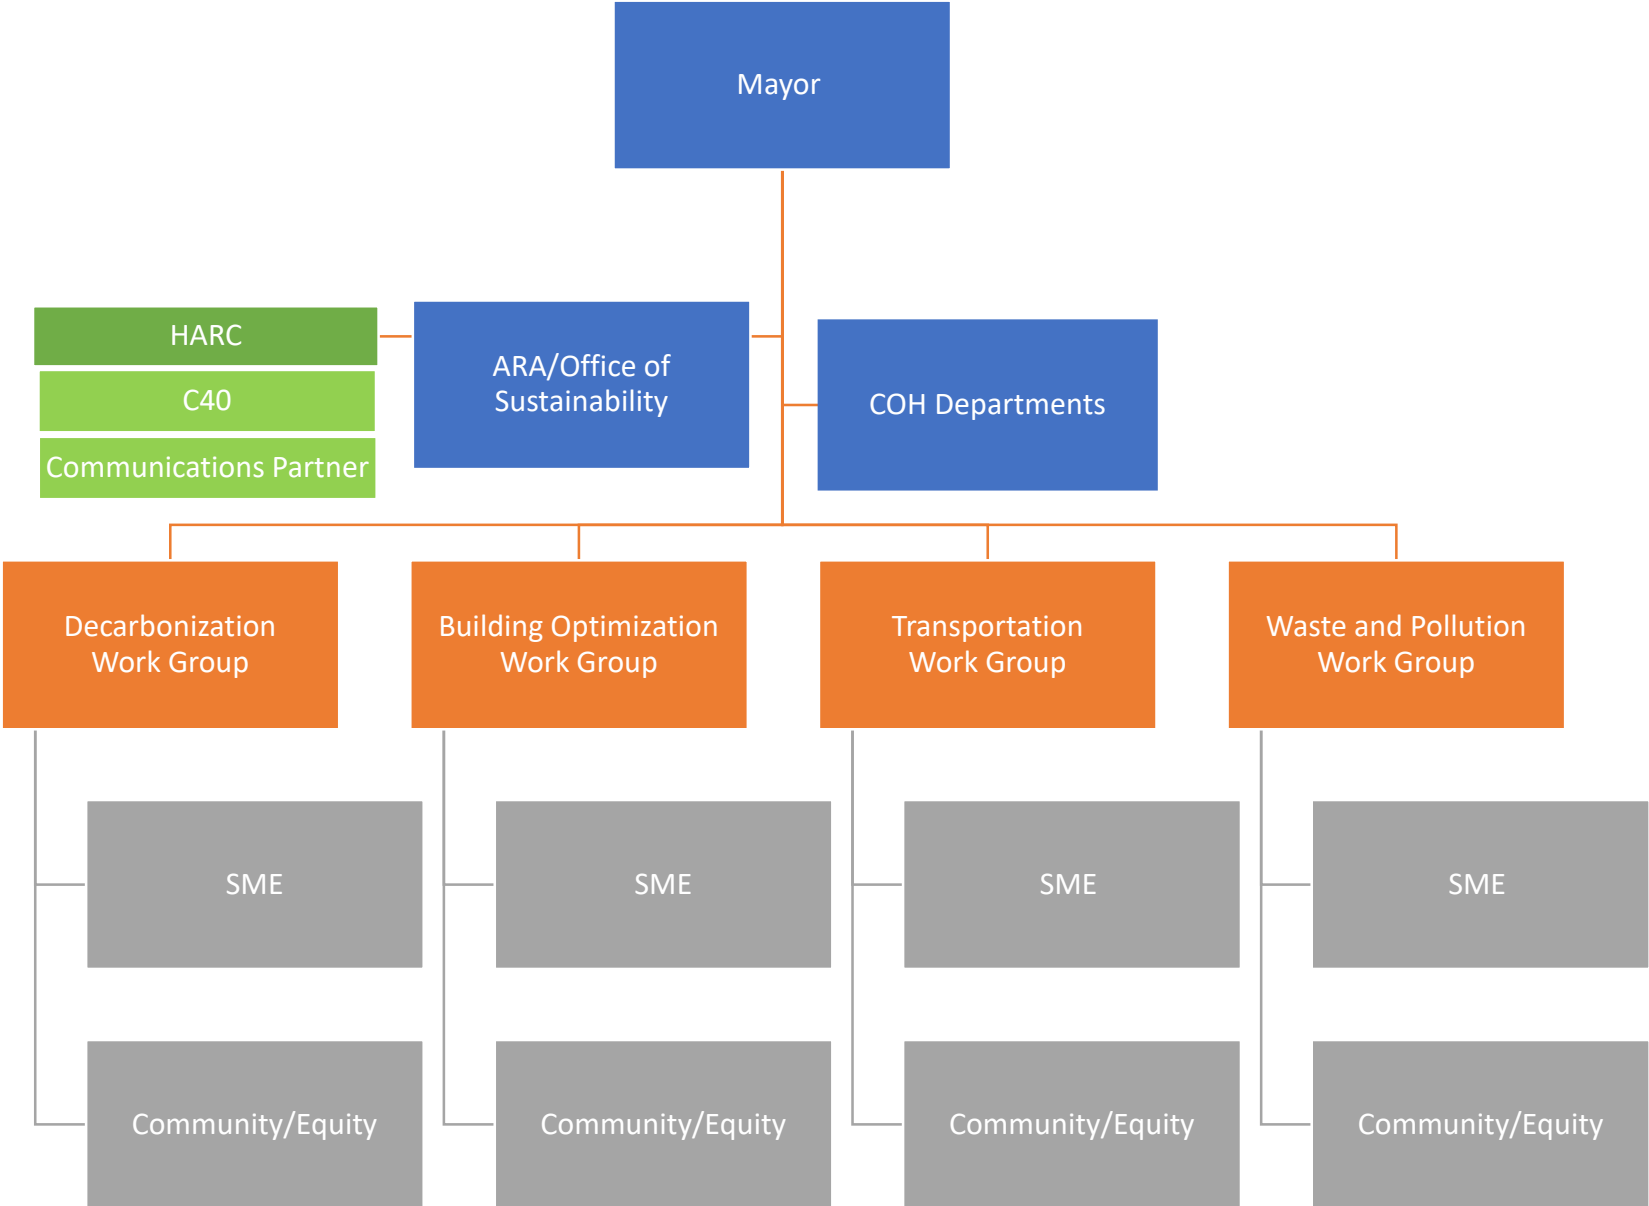 Mayor
HARC
C40
Communications Partner
ARA/Office of
Sustainability
COH Departments
Decarbonization
Work Group
Building Optimization
Work Group
Transportation
Work Group
Waste and Pollution
Work Group
SME
SME
SME
SME
Community/Equity
Community/Equity
Community/Equity
Community/Equity